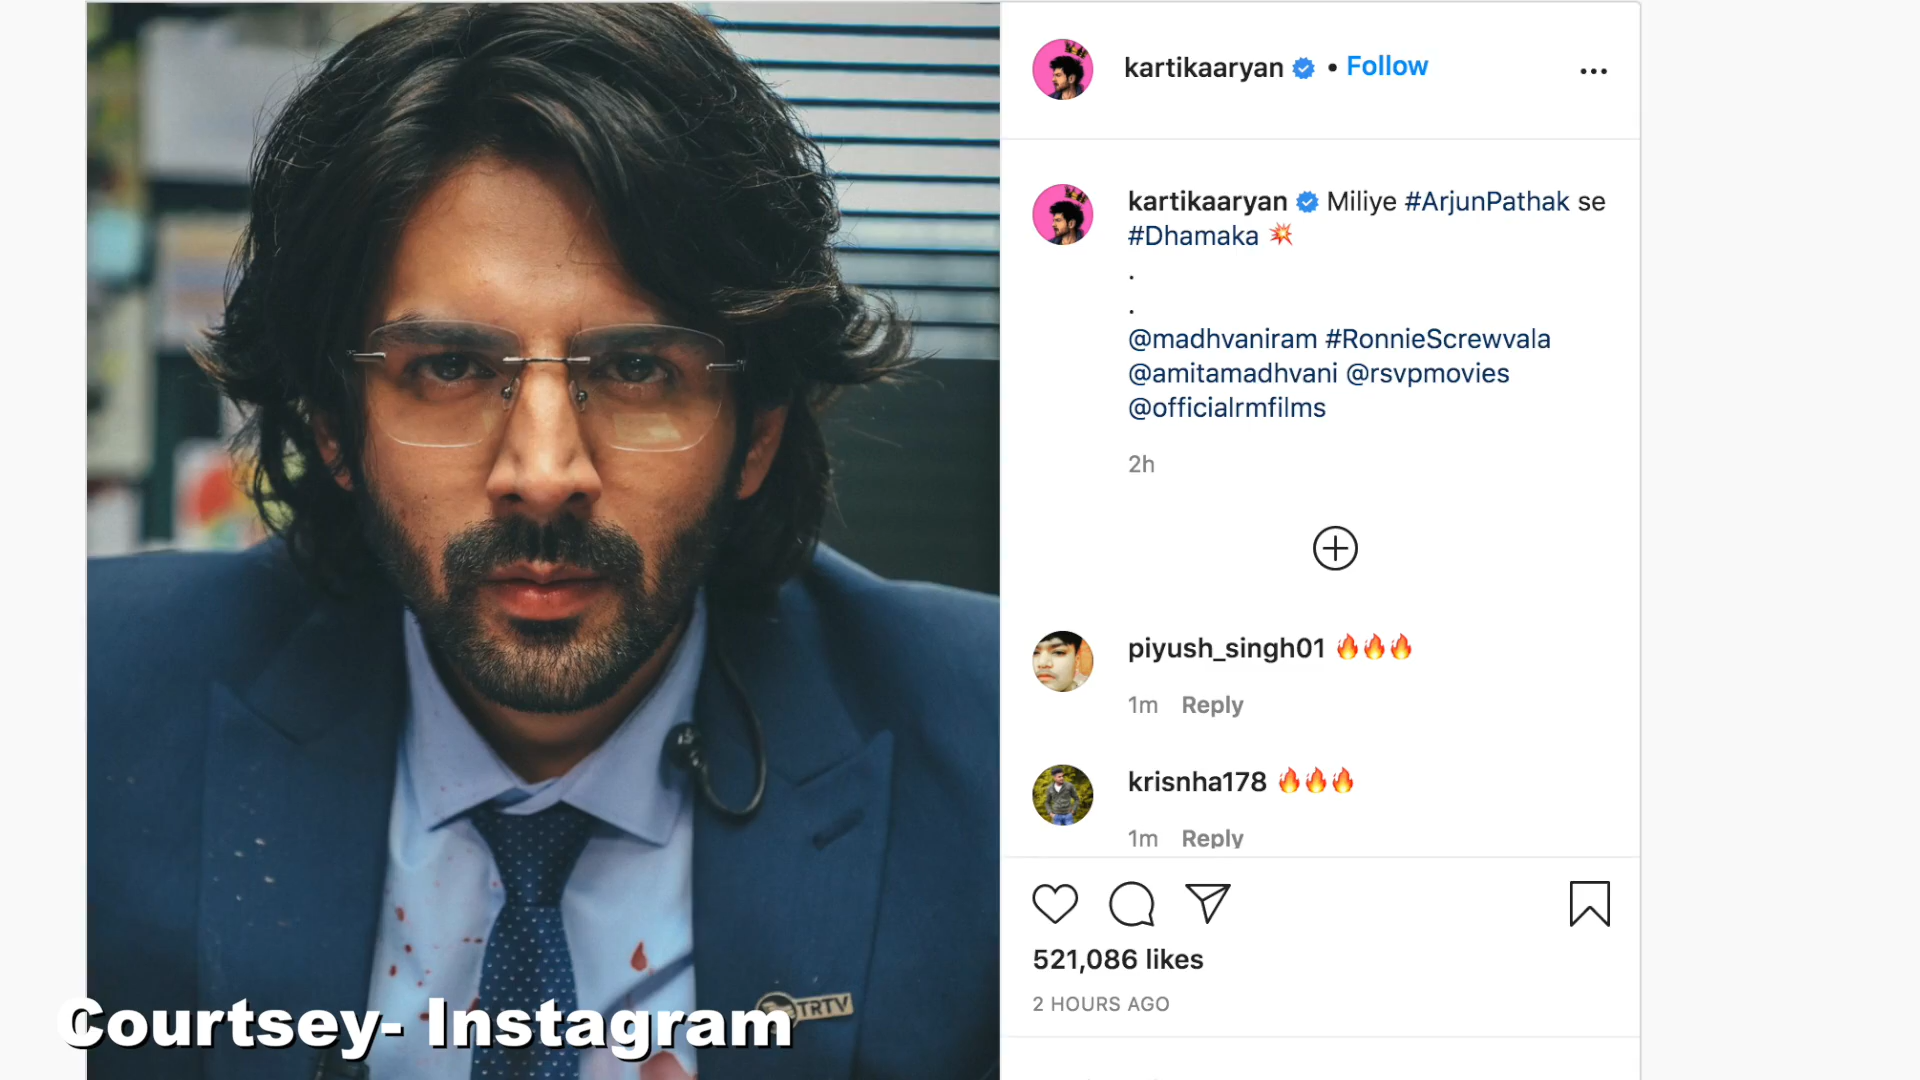 kartikaaryan • Follow
kartikaaryan Miliye #ArjunPathak se
#Dhamaka 💥
.
.
@madhvaniram #RonnieScrewvala
@amitamadhvani @rsvpmovies
@officialrmfilms
2h
piyush_singh01 🔥🔥🔥
1m Reply
krisnha178 🔥🔥🔥
1m Reply
521,086 likes
2 HOURS AGO
TRTV
Courtsey- Instagram